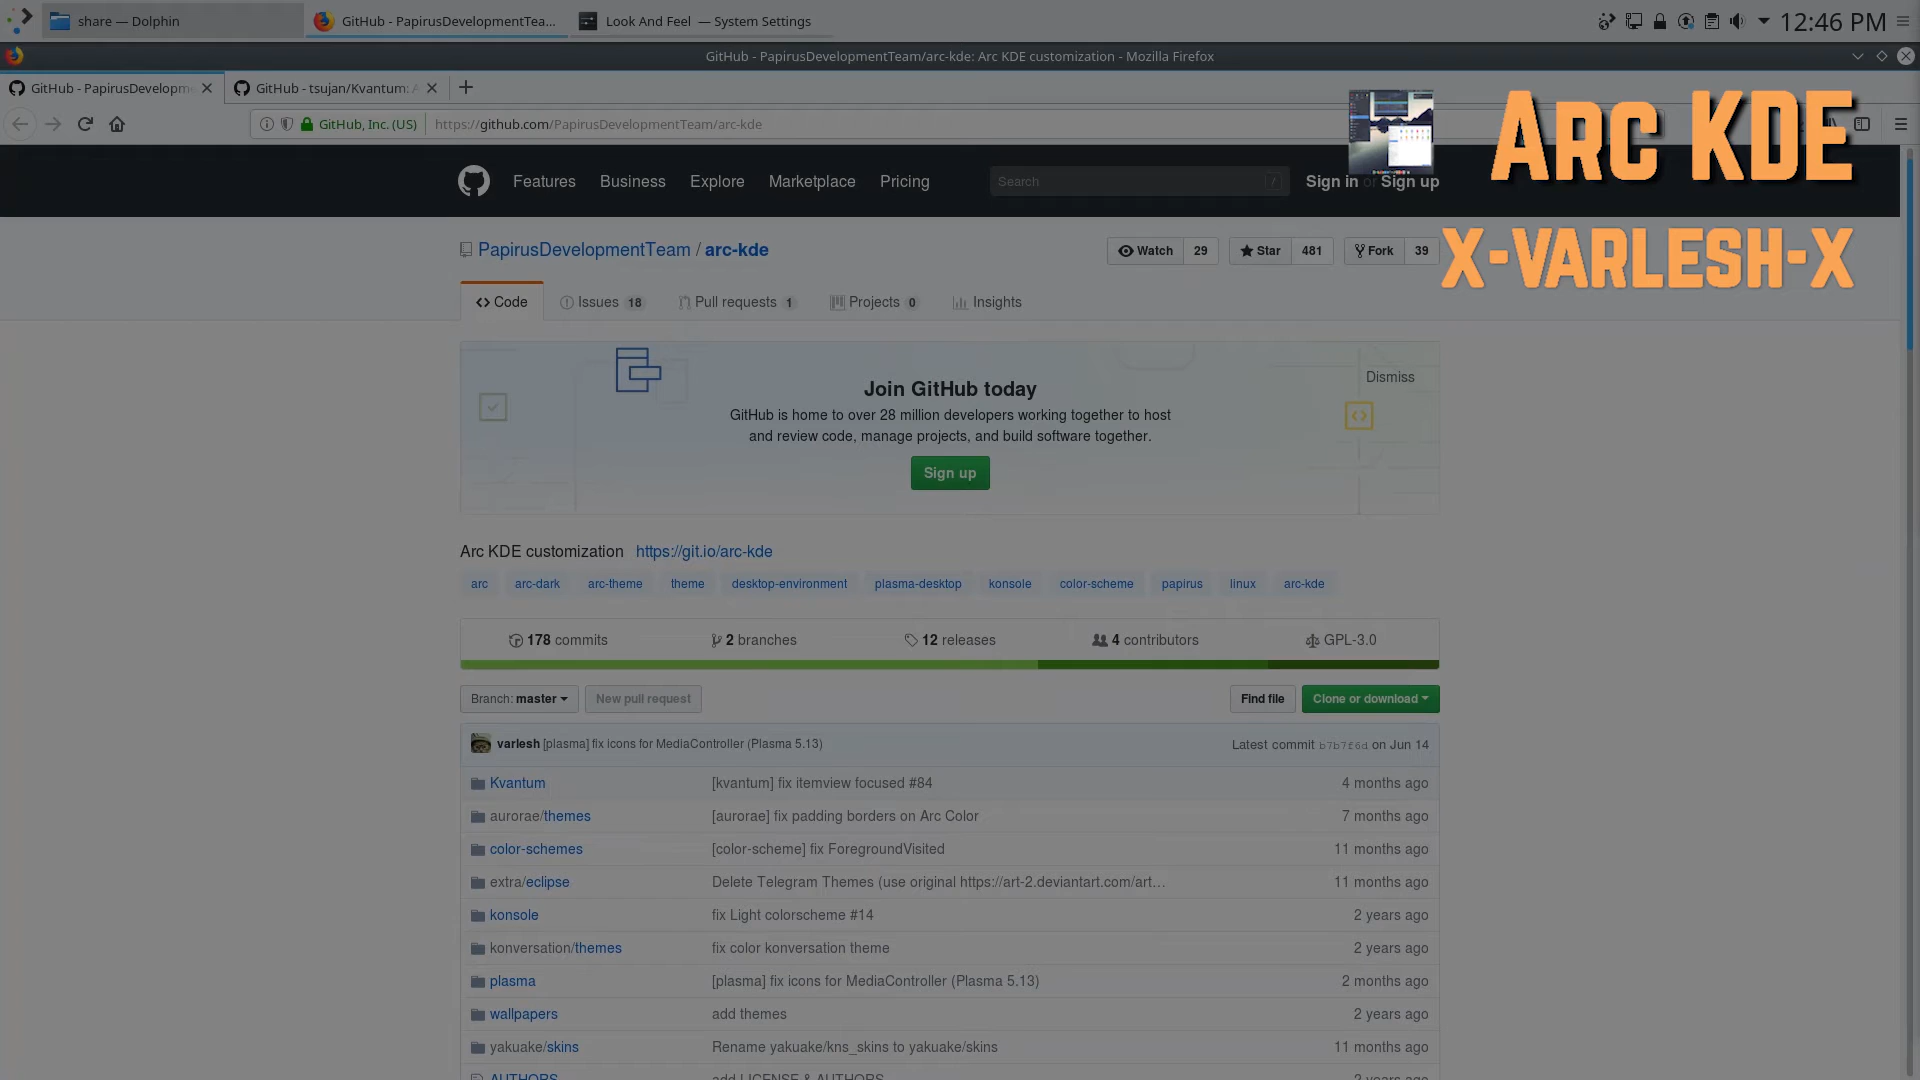 share — Dolphin
GitHub - PapirusDevelopmentTea...
Look And Feel — System Settings
12:46 PM
GitHub - PapirusDevelopmentTeam/arc-kde: Arc KDE customization - Mozilla Firefox
GitHub - PapirusDevelopm
GitHub - tsujan/Kvantum: A
GitHub, Inc. (US)
https://github.com/PapirusDevelopmentTeam/arc-kde
ARC KDE
X-VARLESH-X
Features Business Explore Marketplace Pricing
Search /
Sign in or Sign up
PapirusDevelopmentTeam / arc-kde
Watch 29 Star 481 Fork 39
Code Issues 18 Pull requests 1 Projects 0 Insights
Join GitHub today
Dismiss
GitHub is home to over 28 million developers working together to host
and review code, manage projects, and build software together.
Sign up
Arc KDE customization https://git.io/arc-kde
arc arc-dark arc-theme theme desktop-environment plasma-desktop konsole color-scheme papirus linux arc-kde
178 commits 2 branches 12 releases 4 contributors GPL-3.0
Branch: master New pull request Find file Clone or download
varlesh [plasma] fix icons for MediaController (Plasma 5.13) Latest commit b7b7f6d on Jun 14
Kvantum [kvantum] fix itemview focused #84 4 months ago
aurorae/themes [aurorae] fix padding borders on Arc Color 7 months ago
color-schemes [color-scheme] fix ForegroundVisited 11 months ago
extra/eclipse Delete Telegram Themes (use original https://art-2.deviantart.com/art… 11 months ago
konsole fix Light colorscheme #14 2 years ago
konversation/themes fix color konversation theme 2 years ago
plasma [plasma] fix icons for MediaController (Plasma 5.13) 2 months ago
wallpapers add themes 2 years ago
yakuake/skins Rename yakuake/kns_skins to yakuake/skins 11 months ago
AUTHORS add LICENSE & AUTHORS 2 years ago